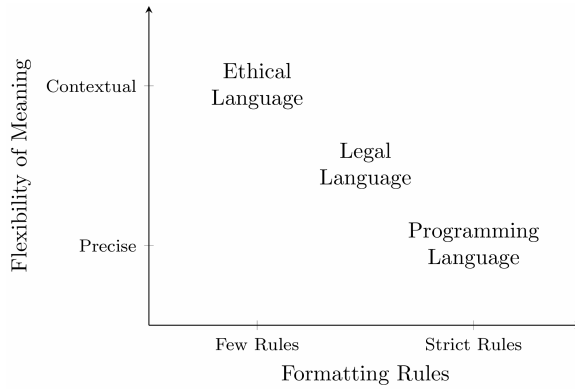 Flexibility of Meaning
Contextual
Precise
Ethical
Language
Legal
Language
Programming
Language
Few Rules
Strict Rules
Formatting Rules